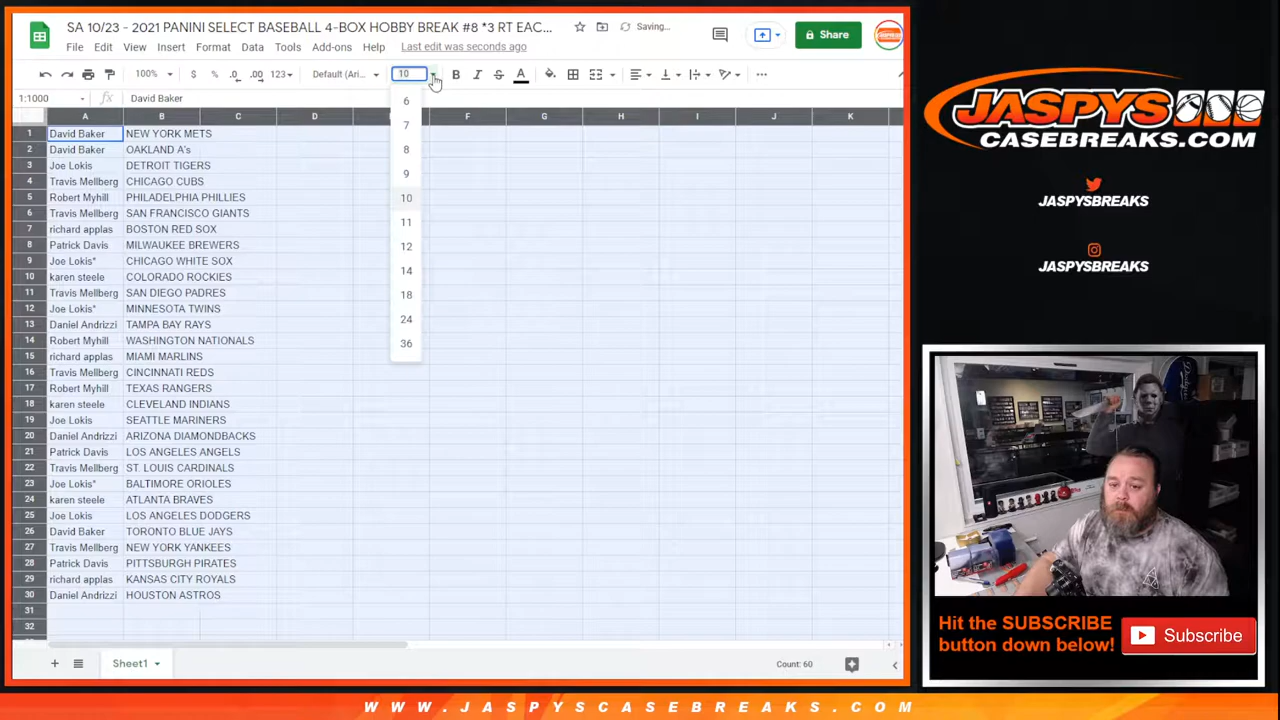 SA 10/23 - 2021 PANINI SELECT BASEBALL 4-BOX HOBBY BREAK #8 *3 RT EAC...
Saving...
Share
File Edit View Insert Format Data Tools Add-ons Help Last edit was seconds ago
100% $ % .0 .00 123 Default (Ari... 10 B I S A
1:1000 fx David Baker
A B C D F G H I J K
1 David Baker NEW YORK METS
2 David Baker OAKLAND A's
3 Joe Lokis DETROIT TIGERS
4 Travis Mellberg CHICAGO CUBS
5 Robert Myhill PHILADELPHIA PHILLIES
6 Travis Mellberg SAN FRANCISCO GIANTS
7 richard applas BOSTON RED SOX
8 Patrick Davis MILWAUKEE BREWERS
9 Joe Lokis* CHICAGO WHITE SOX
10 karen steele COLORADO ROCKIES
11 Travis Mellberg SAN DIEGO PADRES
12 Joe Lokis* MINNESOTA TWINS
13 Daniel Andrizzi TAMPA BAY RAYS
14 Robert Myhill WASHINGTON NATIONALS
15 richard applas MIAMI MARLINS
16 Travis Mellberg CINCINNATI REDS
17 Robert Myhill TEXAS RANGERS
18 karen steele CLEVELAND INDIANS
19 Joe Lokis SEATTLE MARINERS
20 Daniel Andrizzi ARIZONA DIAMONDBACKS
21 Patrick Davis LOS ANGELES ANGELS
22 Travis Mellberg ST. LOUIS CARDINALS
23 Joe Lokis* BALTIMORE ORIOLES
24 karen steele ATLANTA BRAVES
25 Joe Lokis LOS ANGELES DODGERS
26 David Baker TORONTO BLUE JAYS
27 Travis Mellberg NEW YORK YANKEES
28 Patrick Davis PITTSBURGH PIRATES
29 richard applas KANSAS CITY ROYALS
30 Daniel Andrizzi HOUSTON ASTROS
31
32
6
7
8
9
10
11
12
14
18
24
36
Sheet1
Count: 60
JASPYS
CASEBREAKS.COM
JASPYSBREAKS
JASPYSBREAKS
Hit the SUBSCRIBE
button down below!
Subscribe
WWW.JASPYSCASEBREAKS.COM